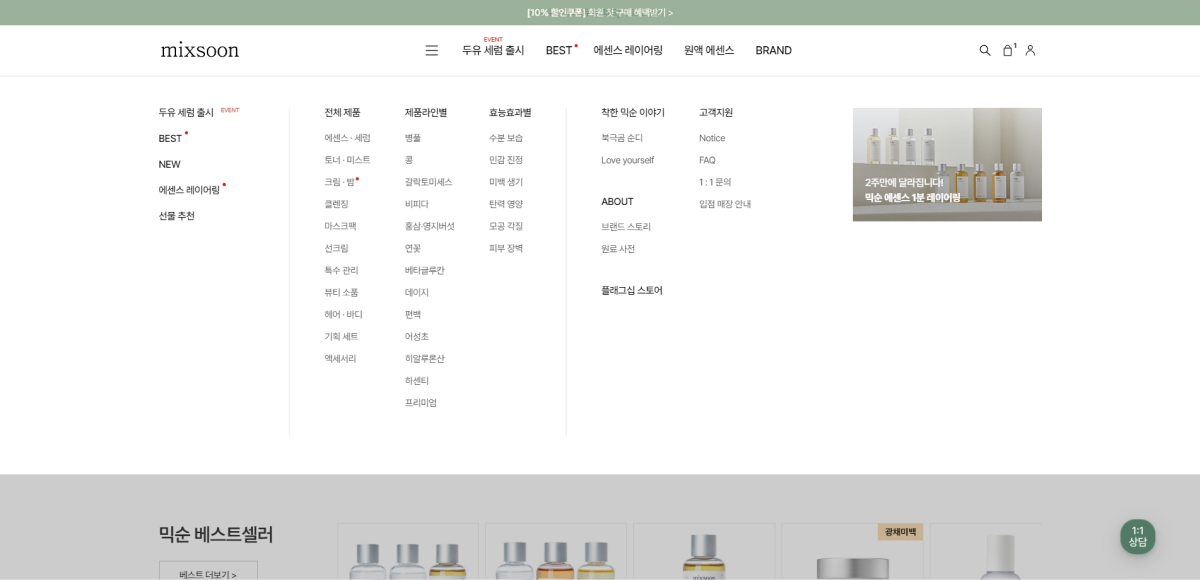 [10% 할인쿠폰] 회원 첫 구매 혜택받기 >
mixsoon
EVENT
두유 세럼 출시
BEST
에센스 레이어링
원액 에센스
BRAND
1
두유 세럼 출시 EVENT
BEST
NEW
에센스 레이어링
선물 추천
전체 제품
에센스 · 세럼
토너 · 미스트
크림 · 밤
클렌징
마스크팩
선크림
특수 관리
뷰티 소품
헤어 · 바디
기획 세트
액세서리
제품라인별
병풀
콩
갈락토미세스
비피다
홍삼·영지버섯
연꽃
베타글루칸
데이지
편백
어성초
히알루론산
하센티
프리미엄
효능효과별
수분 보습
민감 진정
미백 생기
탄력 영양
모공 각질
피부 장벽
착한 믹순 이야기
북극곰 순디
Love yourself
ABOUT
브랜드 스토리
원료 사전
플래그십 스토어
고객지원
Notice
FAQ
1 : 1 문의
입점 매장 안내
2주만에 달라집니다!
믹순 에센스 1분 레이어링
믹순 베스트셀러
베스트 더보기 >
광채미백
mixsoon
1:1
상담